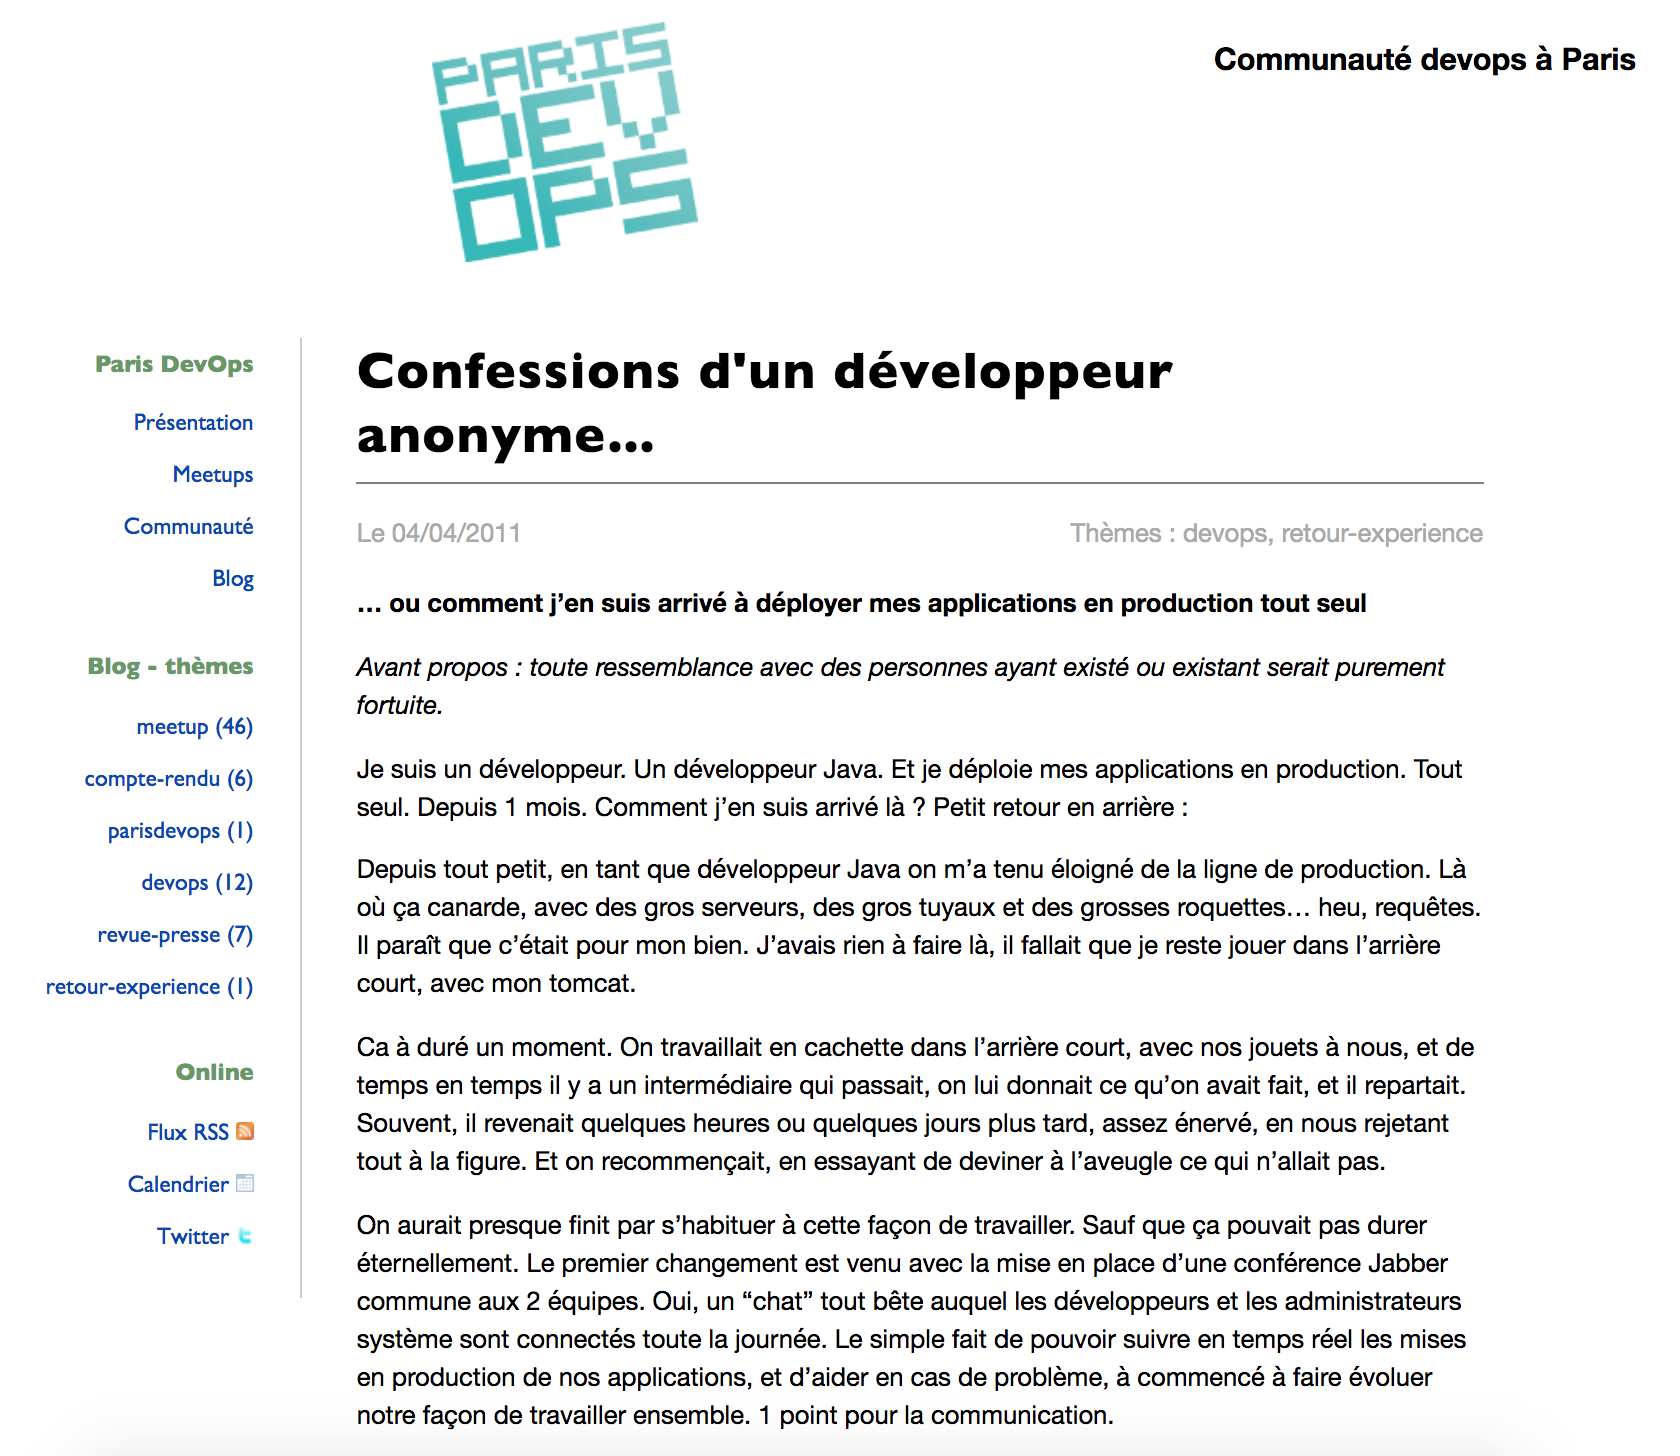 PARIS
DEV
OPS
Communauté devops à Paris
Paris DevOps
Présentation
Meetups
Communauté
Blog
Blog - thèmes
meetup (46)
compte-rendu (6)
parisdevops (1)
devops (12)
revue-presse (7)
retour-experience (1)
Online
Flux RSS
Calendrier
Twitter
Confessions d'un développeur
anonyme...
Le 04/04/2011
Thèmes : devops, retour-experience
… ou comment j’en suis arrivé à déployer mes applications en production tout seul
Avant propos : toute ressemblance avec des personnes ayant existé ou existant serait purement
fortuite.
Je suis un développeur. Un développeur Java. Et je déploie mes applications en production. Tout
seul. Depuis 1 mois. Comment j’en suis arrivé là ? Petit retour en arrière :
Depuis tout petit, en tant que développeur Java on m’a tenu éloigné de la ligne de production. Là
où ça canarde, avec des gros serveurs, des gros tuyaux et des grosses roquettes… heu, requêtes.
Il paraît que c’était pour mon bien. J’avais rien à faire là, il fallait que je reste jouer dans l’arrière
court, avec mon tomcat.
Ca à duré un moment. On travaillait en cachette dans l’arrière court, avec nos jouets à nous, et de
temps en temps il y a un intermédiaire qui passait, on lui donnait ce qu’on avait fait, et il repartait.
Souvent, il revenait quelques heures ou quelques jours plus tard, assez énervé, en nous rejetant
tout à la figure. Et on recommençait, en essayant de deviner à l’aveugle ce qui n’allait pas.
On aurait presque finit par s’habituer à cette façon de travailler. Sauf que ça pouvait pas durer
éternellement. Le premier changement est venu avec la mise en place d’une conférence Jabber
commune aux 2 équipes. Oui, un “chat” tout bête auquel les développeurs et les administrateurs
système sont connectés toute la journée. Le simple fait de pouvoir suivre en temps réel les mises
en production de nos applications, et d’aider en cas de problème, à commencé à faire évoluer
notre façon de travailler ensemble. 1 point pour la communication.